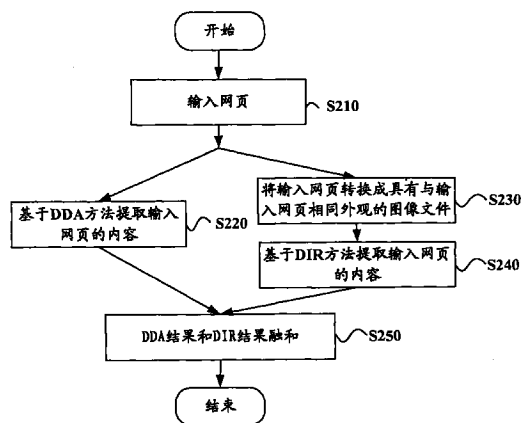 开始
输入网页
S210
基于DDA方法提取输入
网页的内容
S220
将输入网页转换成具有与输
入网页相同外观的图像文件
S230
基于DIR方法提取输入网页
的内容
S240
DDA结果和DIR结果融和
S250
结束